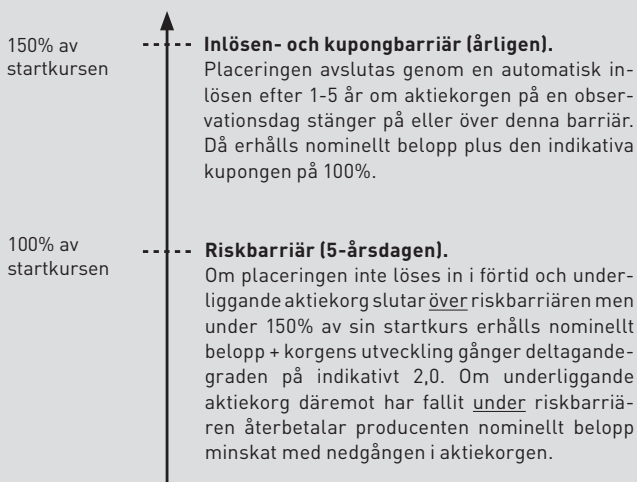 150% av
startkursen
Inlösen- och kupongbarriär (årligen).
Placeringen avslutas genom en automatisk in-
lösen efter 1-5 år om aktiekorgen på en obser-
vationsdag stänger på eller över denna barriär.
Då erhålls nominellt belopp plus den indikativa
kupongen på 100%.
100% av
startkursen
Riskbarriär (5-årsdagen).
Om placeringen inte löses in i förtid och under-
liggande aktiekorg slutar över riskbarriären men
under 150% av sin startkurs erhålls nominellt
belopp + korgens utveckling gånger deltagande-
graden på indikativt 2,0. Om underliggande
aktiekorg däremot har fallit under riskbarriä-
ren återbetalar producenten nominellt belopp
minskat med nedgången i aktiekorgen.